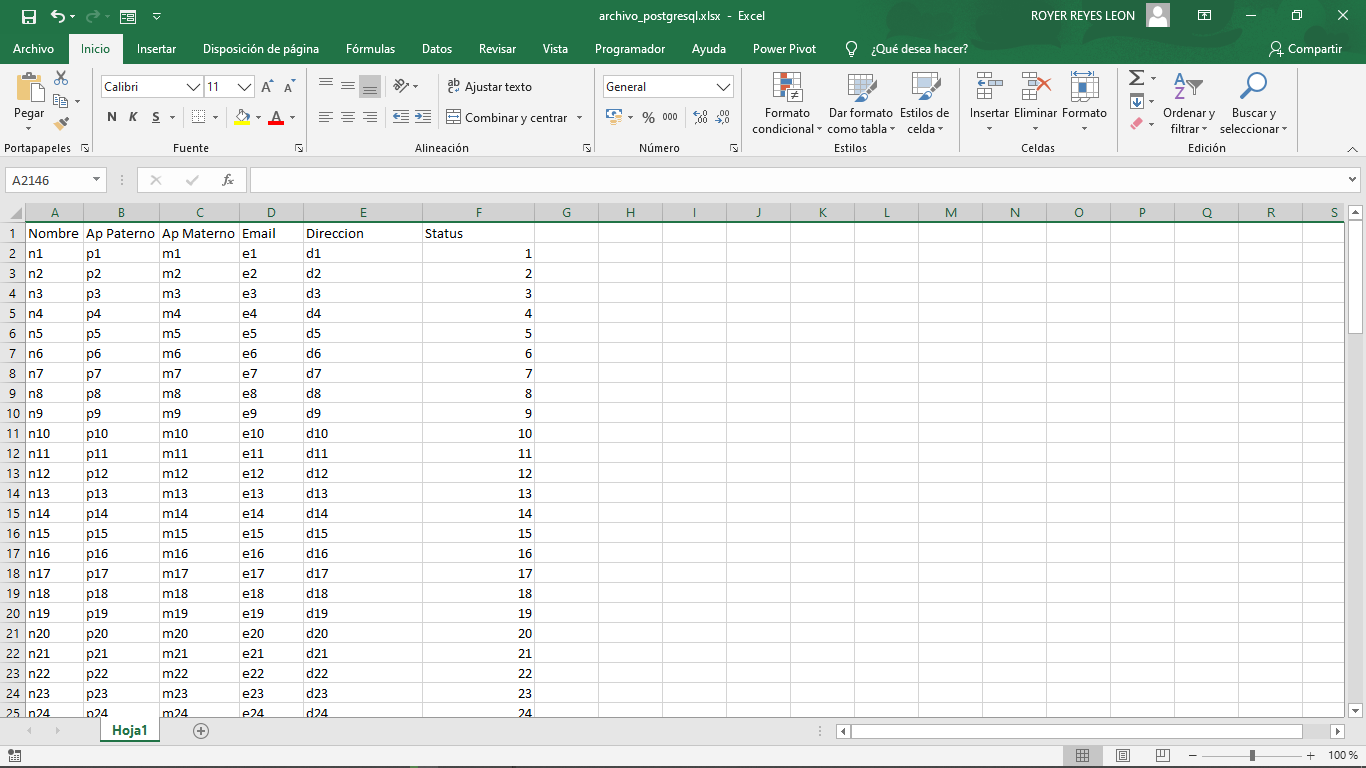 archivo_postgresql.xlsx - Excel
ROYER REYES LEON
Archivo Inicio Insertar Disposición de página Fórmulas Datos Revisar Vista Programador Ayuda Power Pivot ¿Qué desea hacer? Compartir
Pegar
Calibri 11
Ajustar texto
General
Formato condicional
Dar formato como tabla
Estilos de celda
Insertar Eliminar Formato
Ordenar y filtrar
Buscar y seleccionar
N K S
Combinar y centrar
% 000
Portapapeles Fuente Alineación Número Estilos Celdas Edición
A2146 fx
A B C D E F G H I J K L M N O P Q R S
1 Nombre Ap Paterno Ap Materno Email Direccion Status
2 n1 p1 m1 e1 d1 1
3 n2 p2 m2 e2 d2 2
4 n3 p3 m3 e3 d3 3
5 n4 p4 m4 e4 d4 4
6 n5 p5 m5 e5 d5 5
7 n6 p6 m6 e6 d6 6
8 n7 p7 m7 e7 d7 7
9 n8 p8 m8 e8 d8 8
10 n9 p9 m9 e9 d9 9
11 n10 p10 m10 e10 d10 10
12 n11 p11 m11 e11 d11 11
13 n12 p12 m12 e12 d12 12
14 n13 p13 m13 e13 d13 13
15 n14 p14 m14 e14 d14 14
16 n15 p15 m15 e15 d15 15
17 n16 p16 m16 e16 d16 16
18 n17 p17 m17 e17 d17 17
19 n18 p18 m18 e18 d18 18
20 n19 p19 m19 e19 d19 19
21 n20 p20 m20 e20 d20 20
22 n21 p21 m21 e21 d21 21
23 n22 p22 m22 e22 d22 22
24 n23 p23 m23 e23 d23 23
25 n24 p24 m24 e24 d24 24
Hoja1
100 %